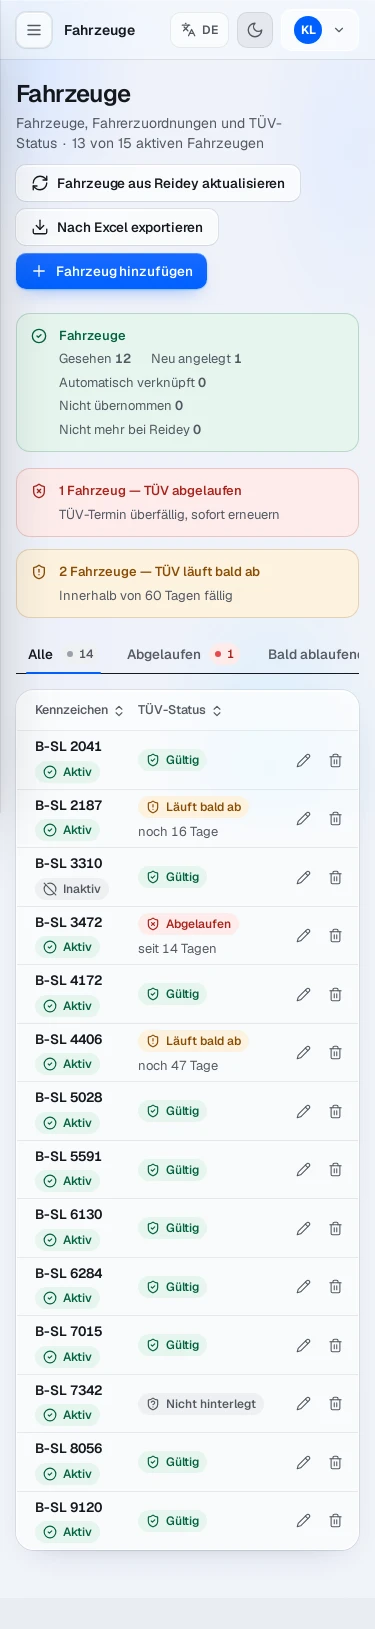 Fahrzeuge
DE
KL
Fahrzeuge
Fahrzeuge, Fahrerzuordnungen und TÜV-
Status · 13 von 15 aktiven Fahrzeugen
Fahrzeuge aus Reidey aktualisieren
Nach Excel exportieren
Fahrzeug hinzufügen
Fahrzeuge
Gesehen 12 Neu angelegt 1
Automatisch verknüpft 0
Nicht übernommen 0
Nicht mehr bei Reidey 0
1 Fahrzeug — TÜV abgelaufen
TÜV-Termin überfällig, sofort erneuern
2 Fahrzeuge — TÜV läuft bald ab
Innerhalb von 60 Tagen fällig
Alle 14 Abgelaufen 1 Bald ablaufend
Kennzeichen TÜV-Status
B-SL 2041
Aktiv
Gültig
B-SL 2187
Aktiv
Läuft bald ab
noch 16 Tage
B-SL 3310
Inaktiv
Gültig
B-SL 3472
Aktiv
Abgelaufen
seit 14 Tagen
B-SL 4172
Aktiv
Gültig
B-SL 4406
Aktiv
Läuft bald ab
noch 47 Tage
B-SL 5028
Aktiv
Gültig
B-SL 5591
Aktiv
Gültig
B-SL 6130
Aktiv
Gültig
B-SL 6284
Aktiv
Gültig
B-SL 7015
Aktiv
Gültig
B-SL 7342
Aktiv
Nicht hinterlegt
B-SL 8056
Aktiv
Gültig
B-SL 9120
Aktiv
Gültig